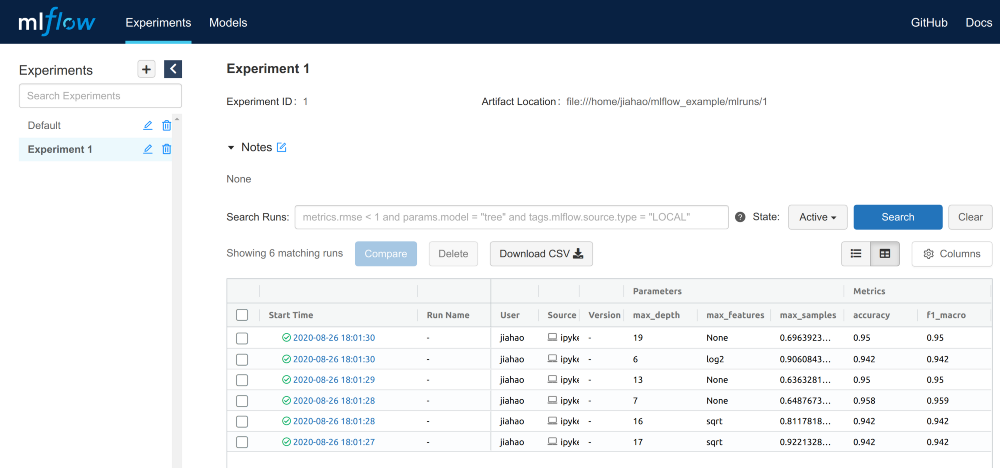 mlflow Experiments Models GitHub Docs
Experiments + <
Search Experiments
Default
Experiment 1
Experiment 1
Experiment ID: 1 Artifact Location: file:///home/jiahao/mlflow_example/mlruns/1
Notes
None
Search Runs: metrics.rmse < 1 and params.model = "tree" and tags.mlflow.source.type = "LOCAL" ? State: Active Search Clear
Showing 6 matching runs Compare Delete Download CSV Columns
Parameters Metrics
Start Time Run Name User Source Version max_depth max_features max_samples accuracy f1_macro
2020-08-26 18:01:30 - jiahao ipyke - 19 None 0.6963923... 0.95 0.95
2020-08-26 18:01:30 - jiahao ipyke - 6 log2 0.9060843... 0.942 0.942
2020-08-26 18:01:29 - jiahao ipyke - 13 None 0.6363281... 0.95 0.95
2020-08-26 18:01:28 - jiahao ipyke - 7 None 0.6487673... 0.958 0.959
2020-08-26 18:01:28 - jiahao ipyke - 16 sqrt 0.8117818... 0.942 0.942
2020-08-26 18:01:27 - jiahao ipyke - 17 sqrt 0.9221328... 0.942 0.942